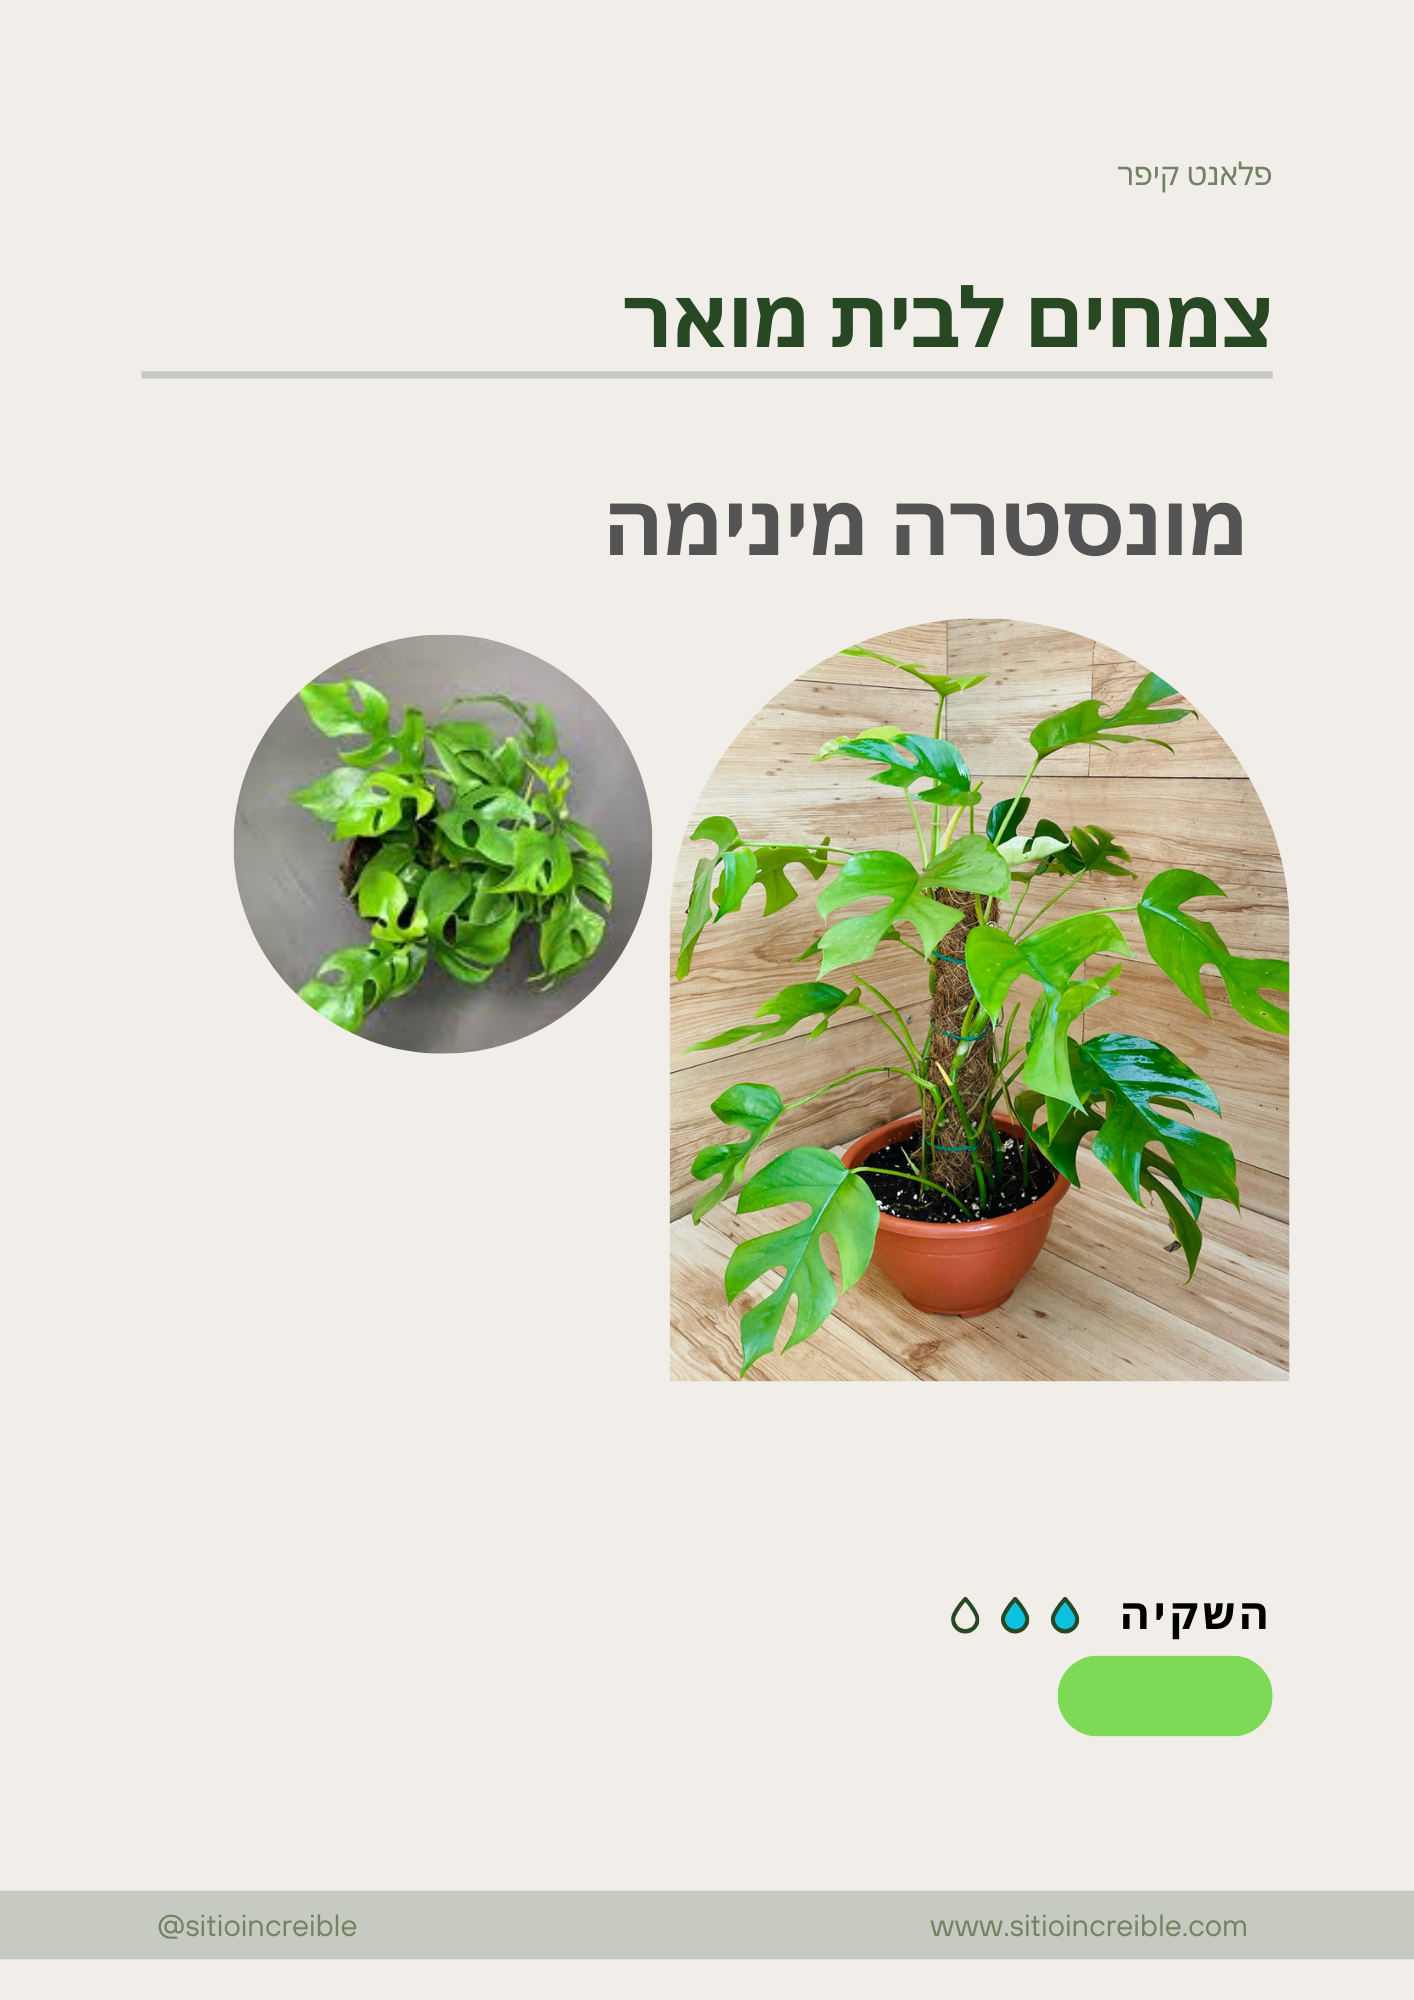 פלאנט קיפר
צמחים לבית מואר
מונסטרה מינימה
השקיה
@sitioincreible
www.sitioincreible.com